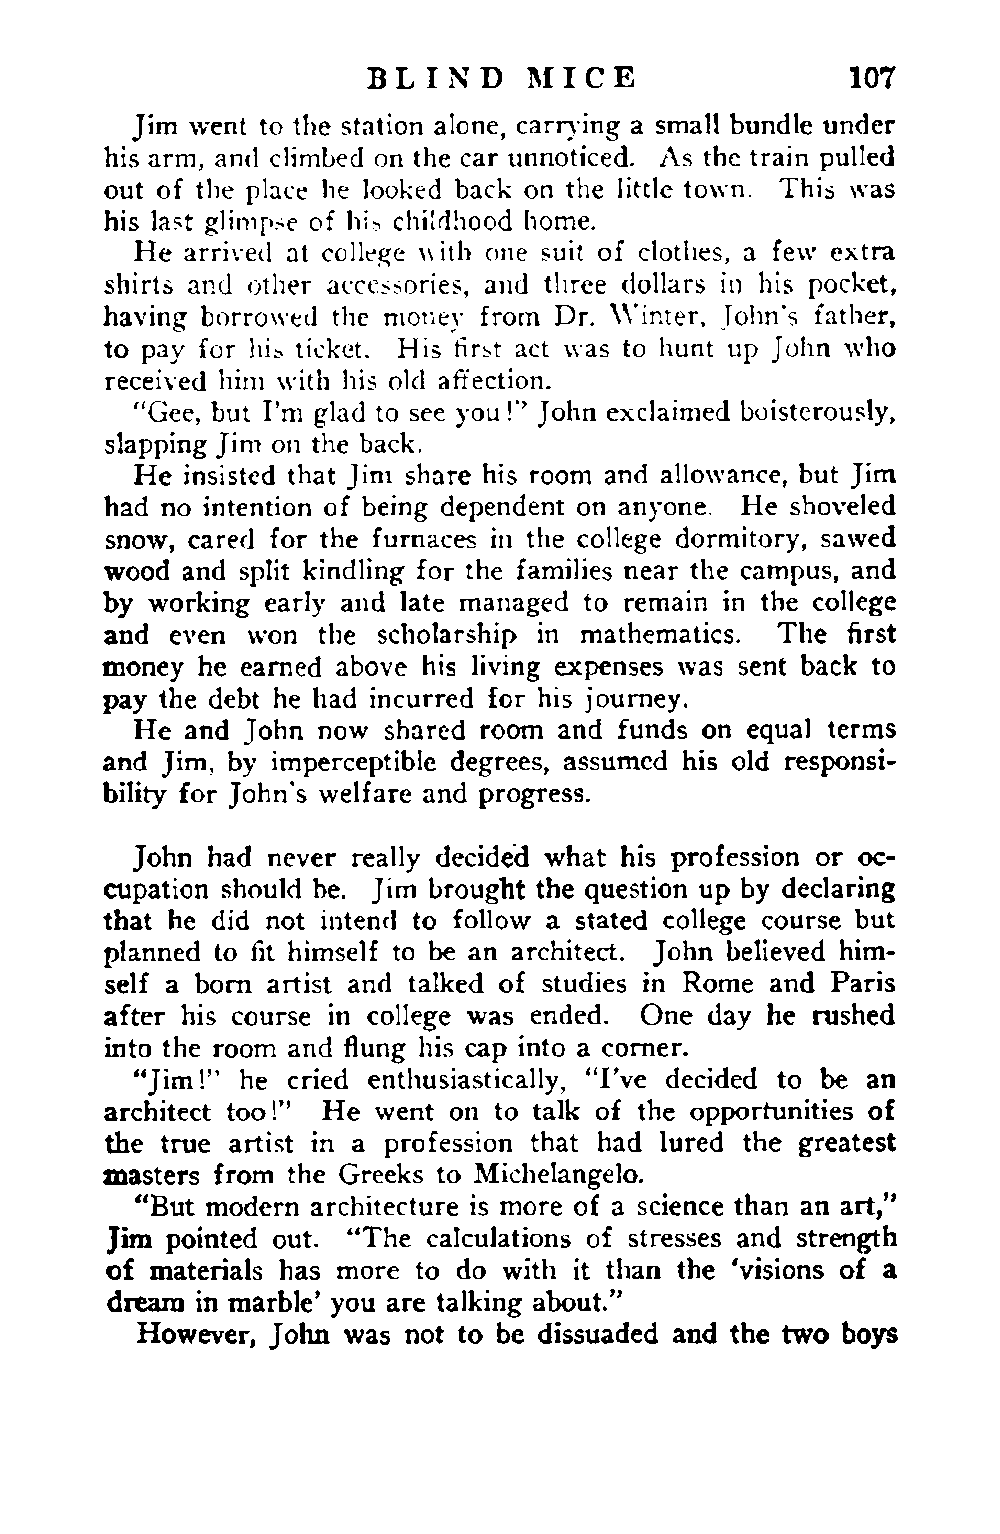 BLIND MICE 107
Jim went to the station alone, carrying a small bundle under
his arm, and climbed on the car unnoticed. As the train pulled
out of the place he looked back on the little town. This was
his last glimpse of his childhood home.
He arrived at college with one suit of clothes, a few extra
shirts and other accessories, and three dollars in his pocket,
having borrowed the money from Dr. Winter, John's father,
to pay for his ticket. His first act was to hunt up John who
received him with his old affection.
"Gee, but I'm glad to see you!" John exclaimed boisterously,
slapping Jim on the back.
He insisted that Jim share his room and allowance, but Jim
had no intention of being dependent on anyone. He shoveled
snow, cared for the furnaces in the college dormitory, sawed
wood and split kindling for the families near the campus, and
by working early and late managed to remain in the college
and even won the scholarship in mathematics. The first
money he earned above his living expenses was sent back to
pay the debt he had incurred for his journey.
He and John now shared room and funds on equal terms
and Jim, by imperceptible degrees, assumed his old responsi-
bility for John's welfare and progress.
John had never really decided what his profession or oc-
cupation should be. Jim brought the question up by declaring
that he did not intend to follow a stated college course but
planned to fit himself to be an architect. John believed him-
self a born artist and talked of studies in Rome and Paris
after his course in college was ended. One day he rushed
into the room and flung his cap into a corner.
"Jim!" he cried enthusiastically, "I've decided to be an
architect too!" He went on to talk of the opportunities of
the true artist in a profession that had lured the greatest
masters from the Greeks to Michelangelo.
"But modern architecture is more of a science than an art,"
Jim pointed out. "The calculations of stresses and strength
of materials has more to do with it than the 'visions of a
dream in marble' you are talking about."
However, John was not to be dissuaded and the two boys